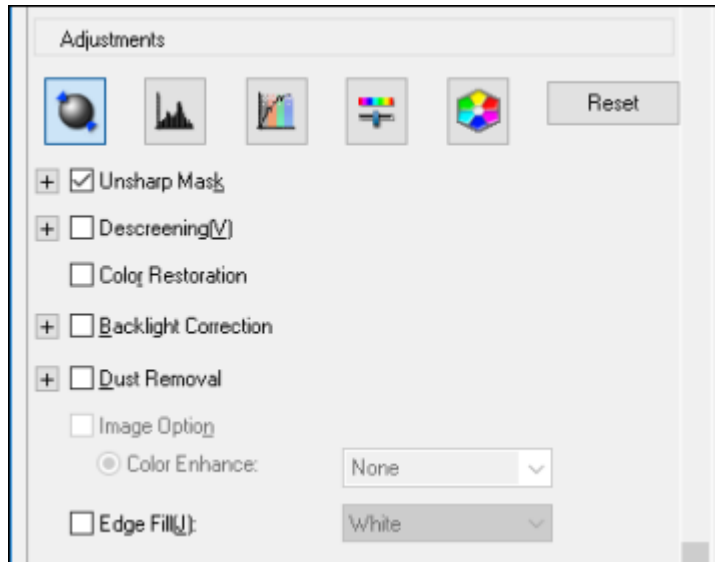 Adjustments
Reset
Unsharp Mask
Descreening(V)
Color Restoration
Backlight Correction
Dust Removal
Image Option
Color Enhance: None
Edge Fill(J): White